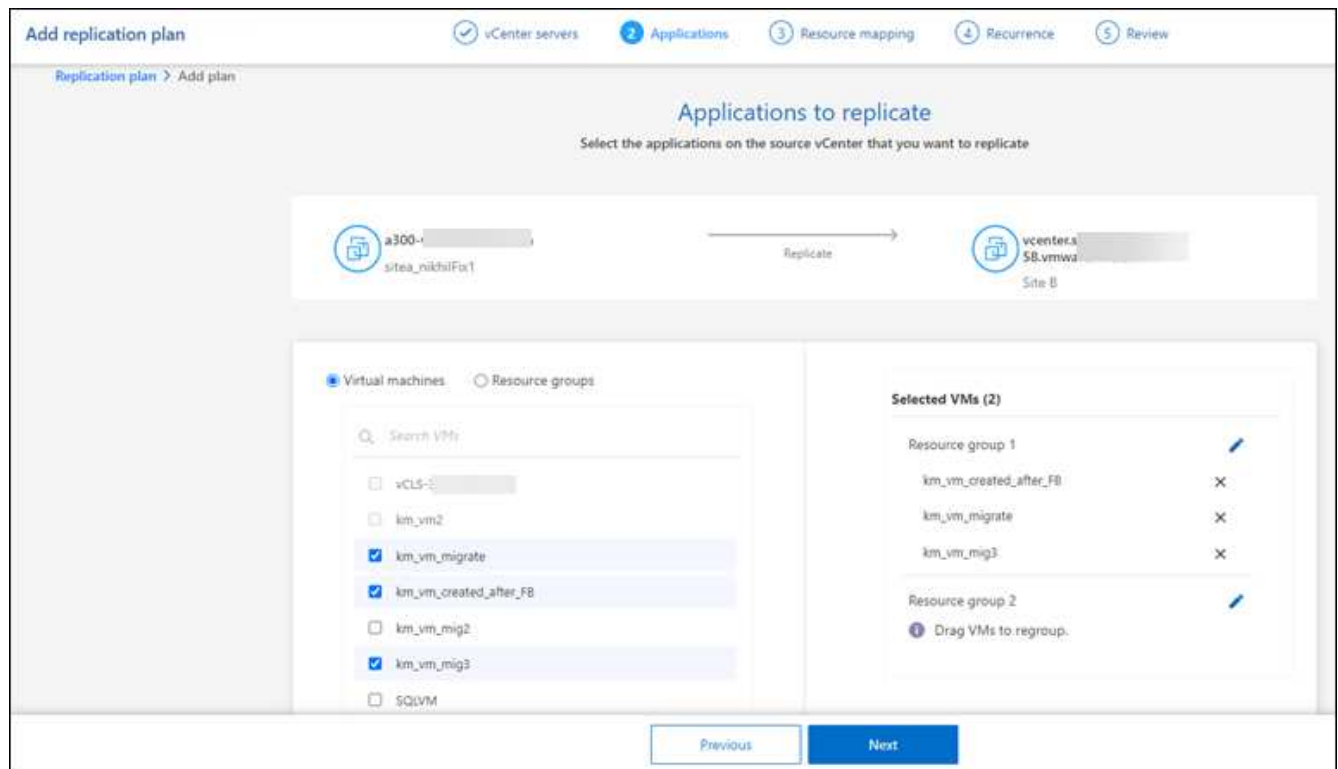 Add replication plan
vCenter servers
2 Applications
3 Resource mapping
4 Recurrence
5 Review
Replication plan > Add plan
Applications to replicate
Select the applications on the source vCenter that you want to replicate
a300-
sitea_nikhilFix1
Replicate
vcenter.s
58.vmwa
Site B
Virtual machines
Resource groups
Search VMs
vCLS-
km_vm2
km_vm_migrate
km_vm_created_after_FB
km_vm_mig2
km_vm_mig3
SQLVM
Selected VMs (2)
Resource group 1
km_vm_created_after_FB
km_vm_migrate
km_vm_mig3
Resource group 2
Drag VMs to regroup.
Previous
Next